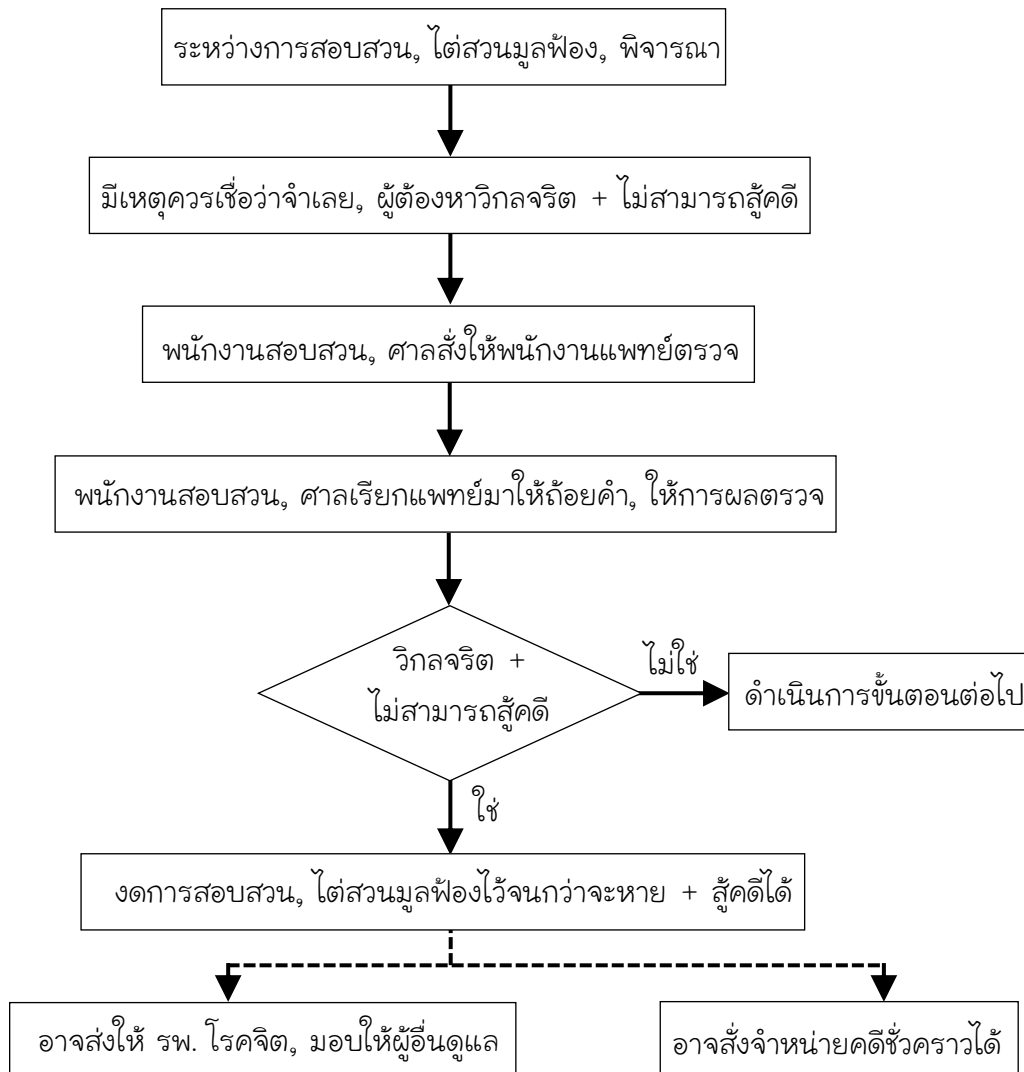 ระหว่างการสอบสวน, ไต่สวนมูลฟ้อง, พิจารณา
มีเหตุควรเชื่อว่าจำเลย, ผู้ต้องหาวิกลจริต + ไม่สามารถสู้คดี
พนักงานสอบสวน, ศาลสั่งให้พนักงานแพทย์ตรวจ
พนักงานสอบสวน, ศาลเรียกแพทย์มาให้ถ้อยคำ, ให้การผลตรวจ
วิกลจริต +
ไม่สามารถสู้คดี
ไม่ใช่
ดำเนินการขั้นตอนต่อไป
ใช่
งดการสอบสวน, ไต่สวนมูลฟ้องไว้จนกว่าจะหาย + สู้คดีได้
อาจส่งให้ รพ. โรคจิต, มอบให้ผู้อื่นดูแล
อาจสั่งจำหน่ายคดีชั่วคราวได้